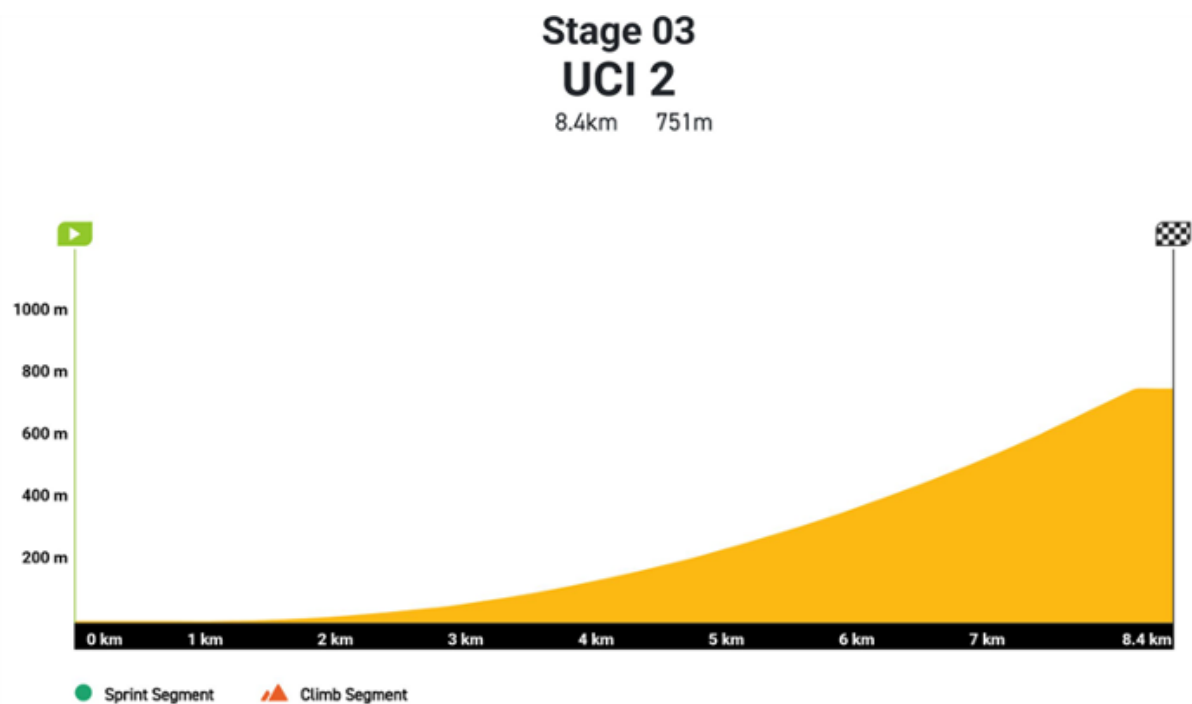 Stage 03
UCI 2
8.4km 751m
1000 m
800 m
600 m
400 m
200 m
0 km 1 km 2 km 3 km 4 km 5 km 6 km 7 km 8.4 km
Sprint Segment Climb Segment